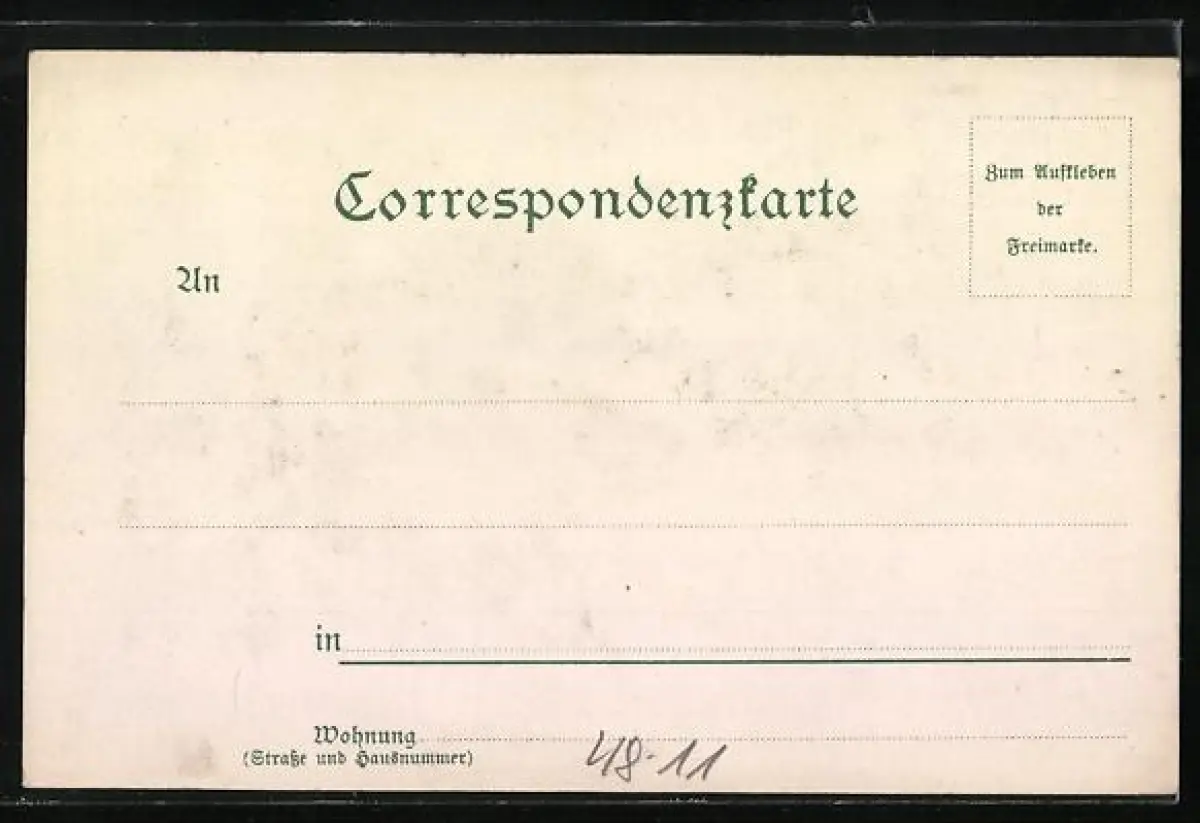 Correspondenzkarte
Zum Aufkleben
der
Freimarke.
An
in
Wohnung
(Straße und Hausnummer)
48-11